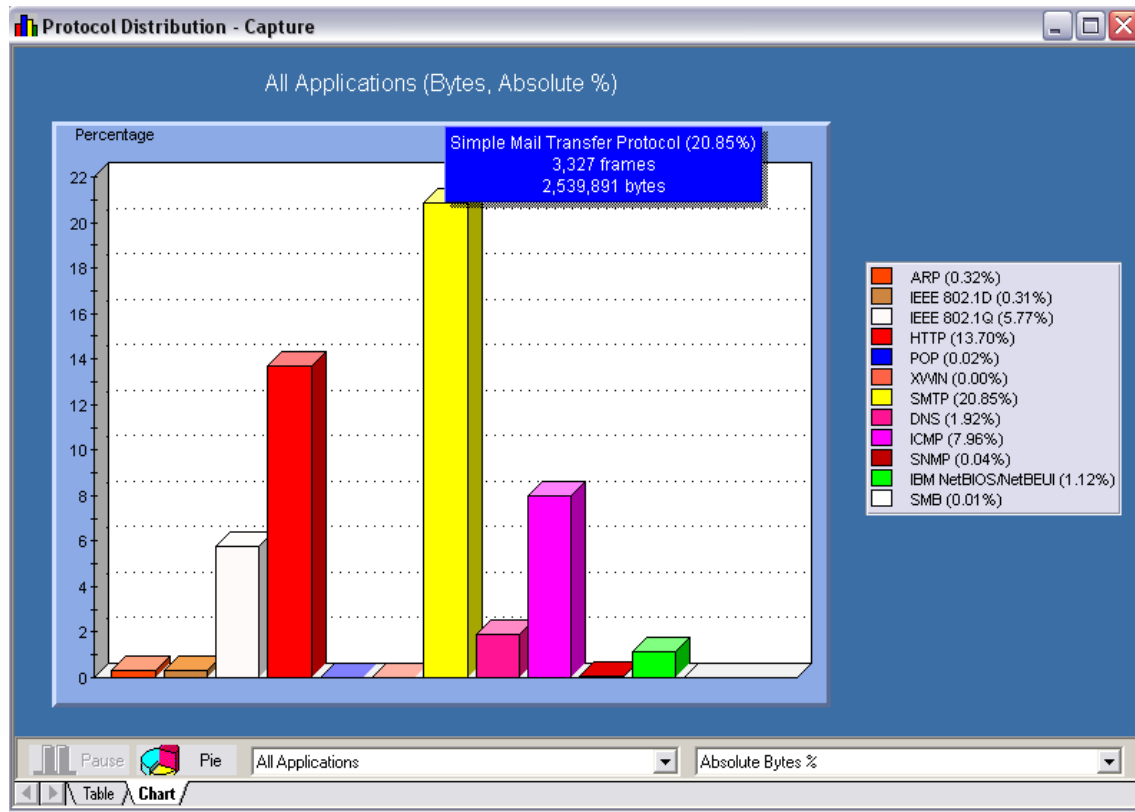 Protocol Distribution - Capture
All Applications (Bytes, Absolute %)
Percentage
Simple Mail Transfer Protocol (20.85%)
3,327 frames
2,539,891 bytes
22
20
18
16
14
12
10
8
6
4
2
0
ARP (0.32%)
IEEE 802.1D (0.31%)
IEEE 802.1Q (5.77%)
HTTP (13.70%)
POP (0.02%)
XWIN (0.00%)
SMTP (20.85%)
DNS (1.92%)
ICMP (7.96%)
SNMP (0.04%)
IBM NetBIOS/NetBEUI (1.12%)
SMB (0.01%)
Pause Pie All Applications Absolute Bytes %
Table Chart